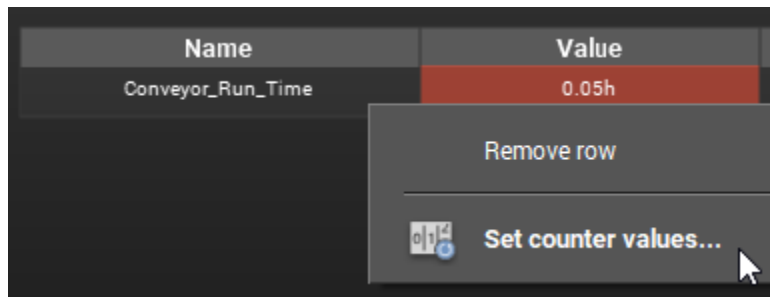 Name Value
Conveyor_Run_Time 0.05h
Remove row
Set counter values...